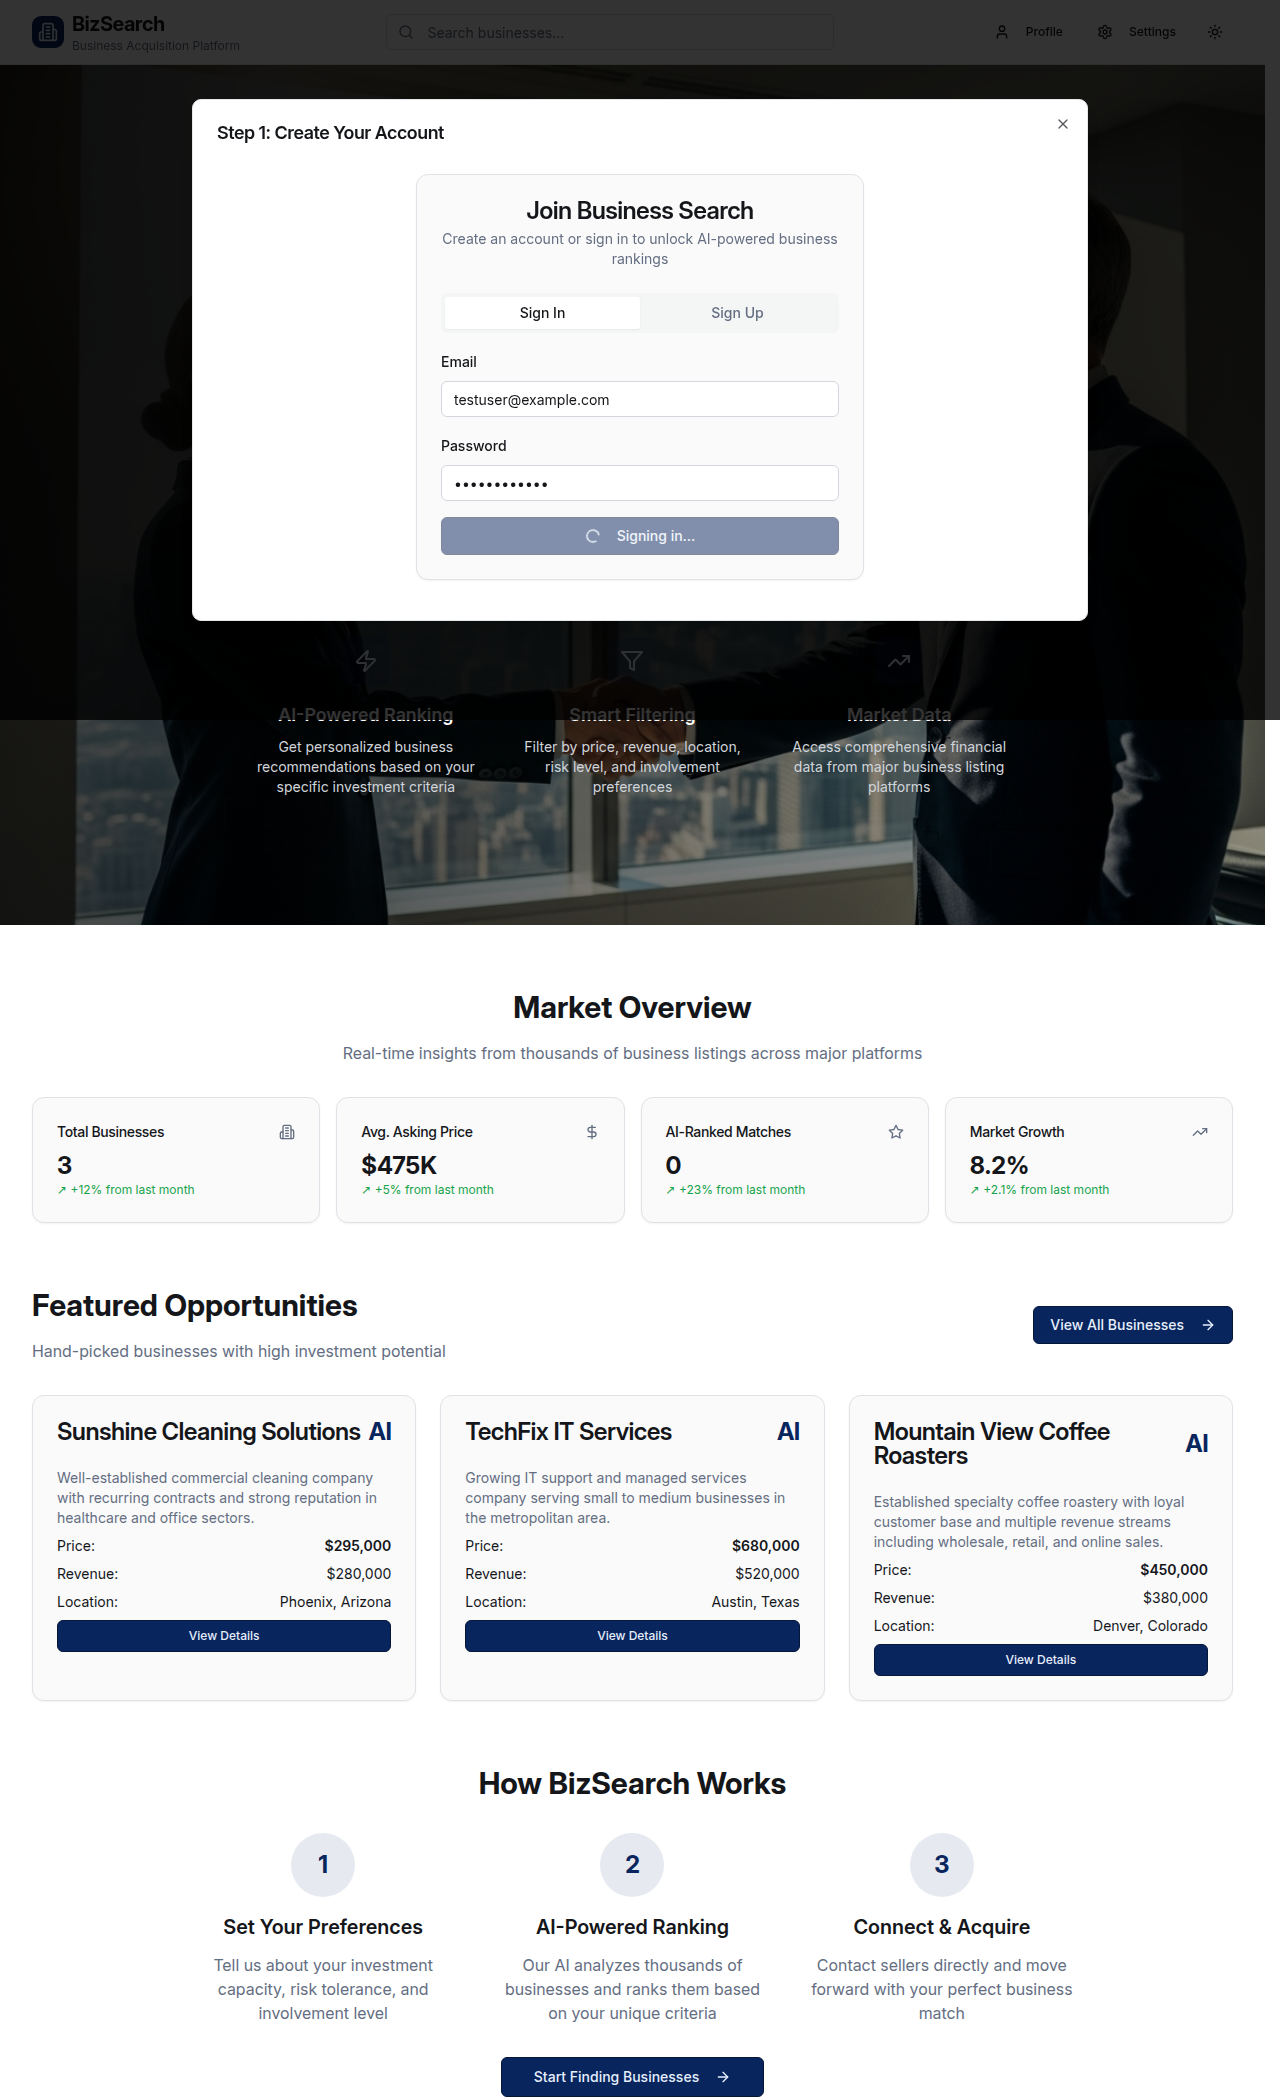 BizSearch
Business Acquisition Platform
Search businesses...
Profile
Settings
Step 1: Create Your Account
Join Business Search
Create an account or sign in to unlock AI-powered business
rankings
Sign In
Sign Up
Email
testuser@example.com
Password
••••••••••••
Signing in...
AI-Powered Ranking
Smart Filtering
Market Data
Get personalized business
recommendations based on your
specific investment criteria
Filter by price, revenue, location,
risk level, and involvement
preferences
Access comprehensive financial
data from major business listing
platforms
Market Overview
Real-time insights from thousands of business listings across major platforms
Total Businesses
3
↗ +12% from last month
Avg. Asking Price
$475K
↗ +5% from last month
AI-Ranked Matches
0
↗ +23% from last month
Market Growth
8.2%
↗ +2.1% from last month
Featured Opportunities
Hand-picked businesses with high investment potential
View All Businesses
Sunshine Cleaning Solutions AI
Well-established commercial cleaning company
with recurring contracts and strong reputation in
healthcare and office sectors.
Price: $295,000
Revenue: $280,000
Location: Phoenix, Arizona
View Details
TechFix IT Services AI
Growing IT support and managed services
company serving small to medium businesses in
the metropolitan area.
Price: $680,000
Revenue: $520,000
Location: Austin, Texas
View Details
Mountain View Coffee
Roasters
AI
Established specialty coffee roastery with loyal
customer base and multiple revenue streams
including wholesale, retail, and online sales.
Price: $450,000
Revenue: $380,000
Location: Denver, Colorado
View Details
How BizSearch Works
1
Set Your Preferences
Tell us about your investment
capacity, risk tolerance, and
involvement level
2
AI-Powered Ranking
Our AI analyzes thousands of
businesses and ranks them based
on your unique criteria
3
Connect & Acquire
Contact sellers directly and move
forward with your perfect business
match
Start Finding Businesses